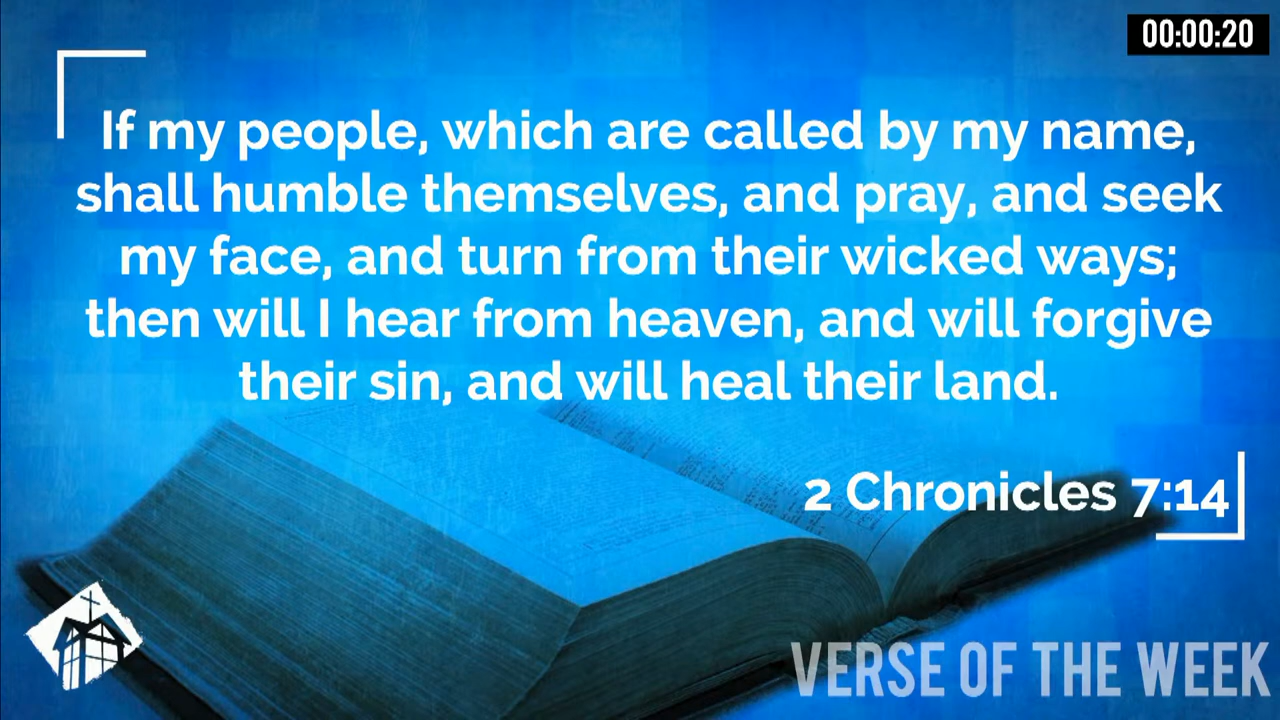 00:00:20
If my people, which are called by my name,
shall humble themselves, and pray, and seek
my face, and turn from their wicked ways;
then will I hear from heaven, and will forgive
their sin, and will heal their land.
2 Chronicles 7:14
VERSE OF THE WEEK